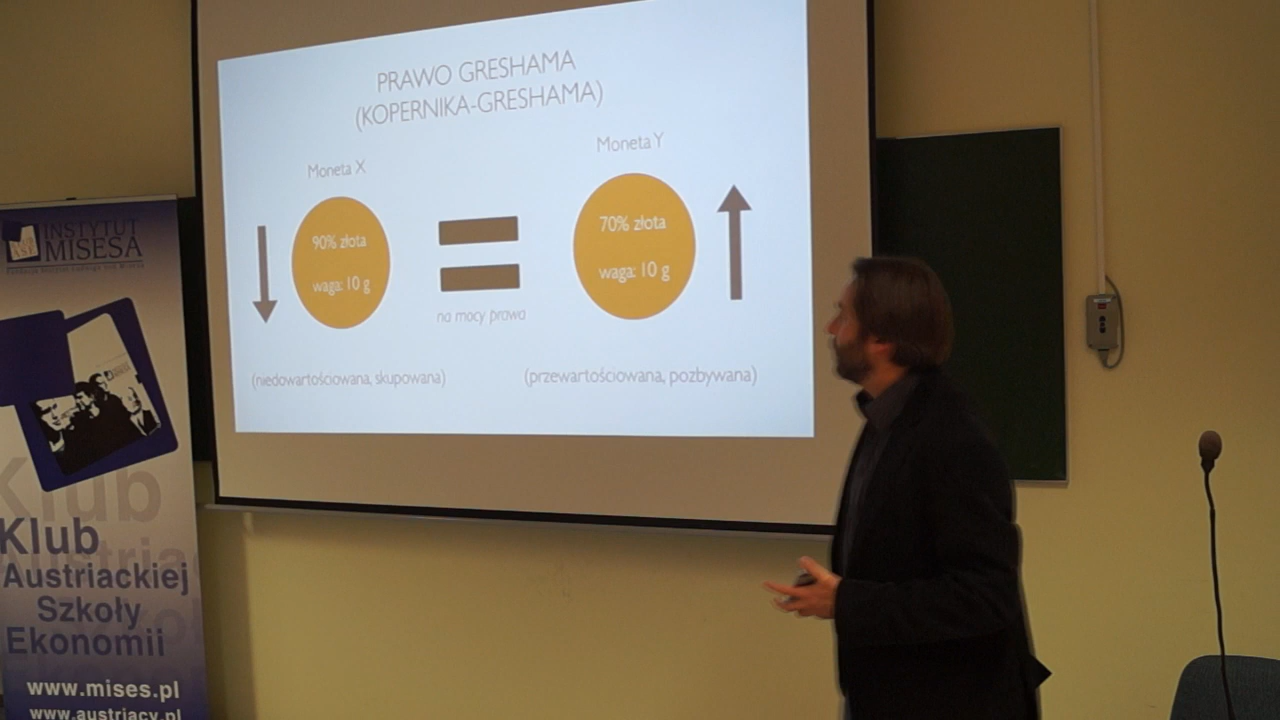 PRAWO GRESHAMA
(KOPERNIKA-GRESHAMA)
Moneta X
Moneta Y
90% złota
waga: 10 g
70% złota
waga: 10 g
na mocy prawa
(niedowartościowana, skupowana)
(przewartościowana, pozbywana)
INSTYTUT
MISESA
Klub
Klub
Austriackiej
Szkoły
Ekonomii
www.mises.pl
www.austriacy.pl